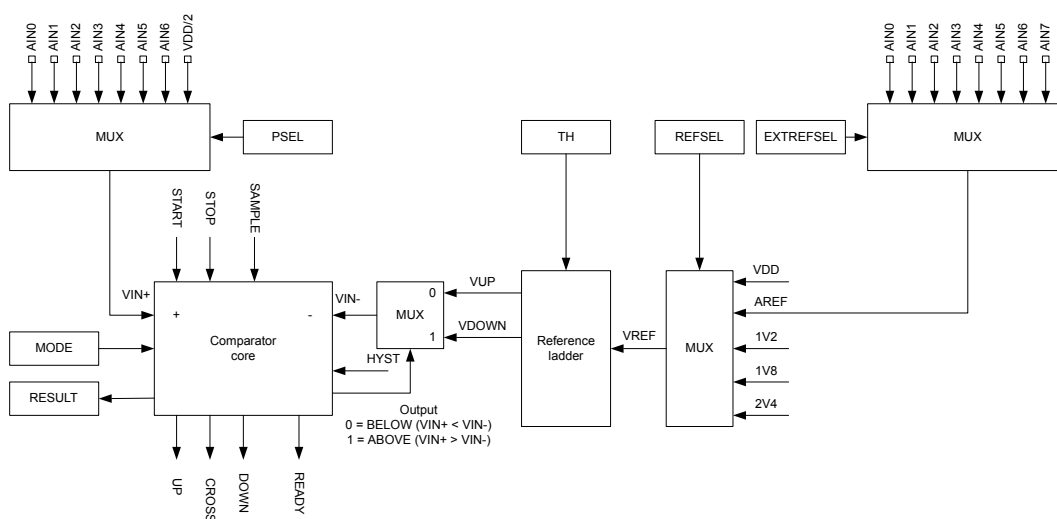 AIN0
AIN1
AIN2
AIN3
AIN4
AIN5
AIN6
VDD/2
AIN0
AIN1
AIN2
AIN3
AIN4
AIN5
AIN6
AIN7
MUX
PSEL
TH
REFSEL
EXTREFSEL
MUX
START
STOP
SAMPLE
VIN+
+
-
VIN-
MUX
0
1
VUP
VDOWN
VREF
VDD
AREF
1V2
1V8
2V4
Comparator
core
Reference
ladder
MUX
MODE
HYST
RESULT
Output
0 = BELOW (VIN+ < VIN-)
1 = ABOVE (VIN+ > VIN-)
UP
CROSS
DOWN
READY